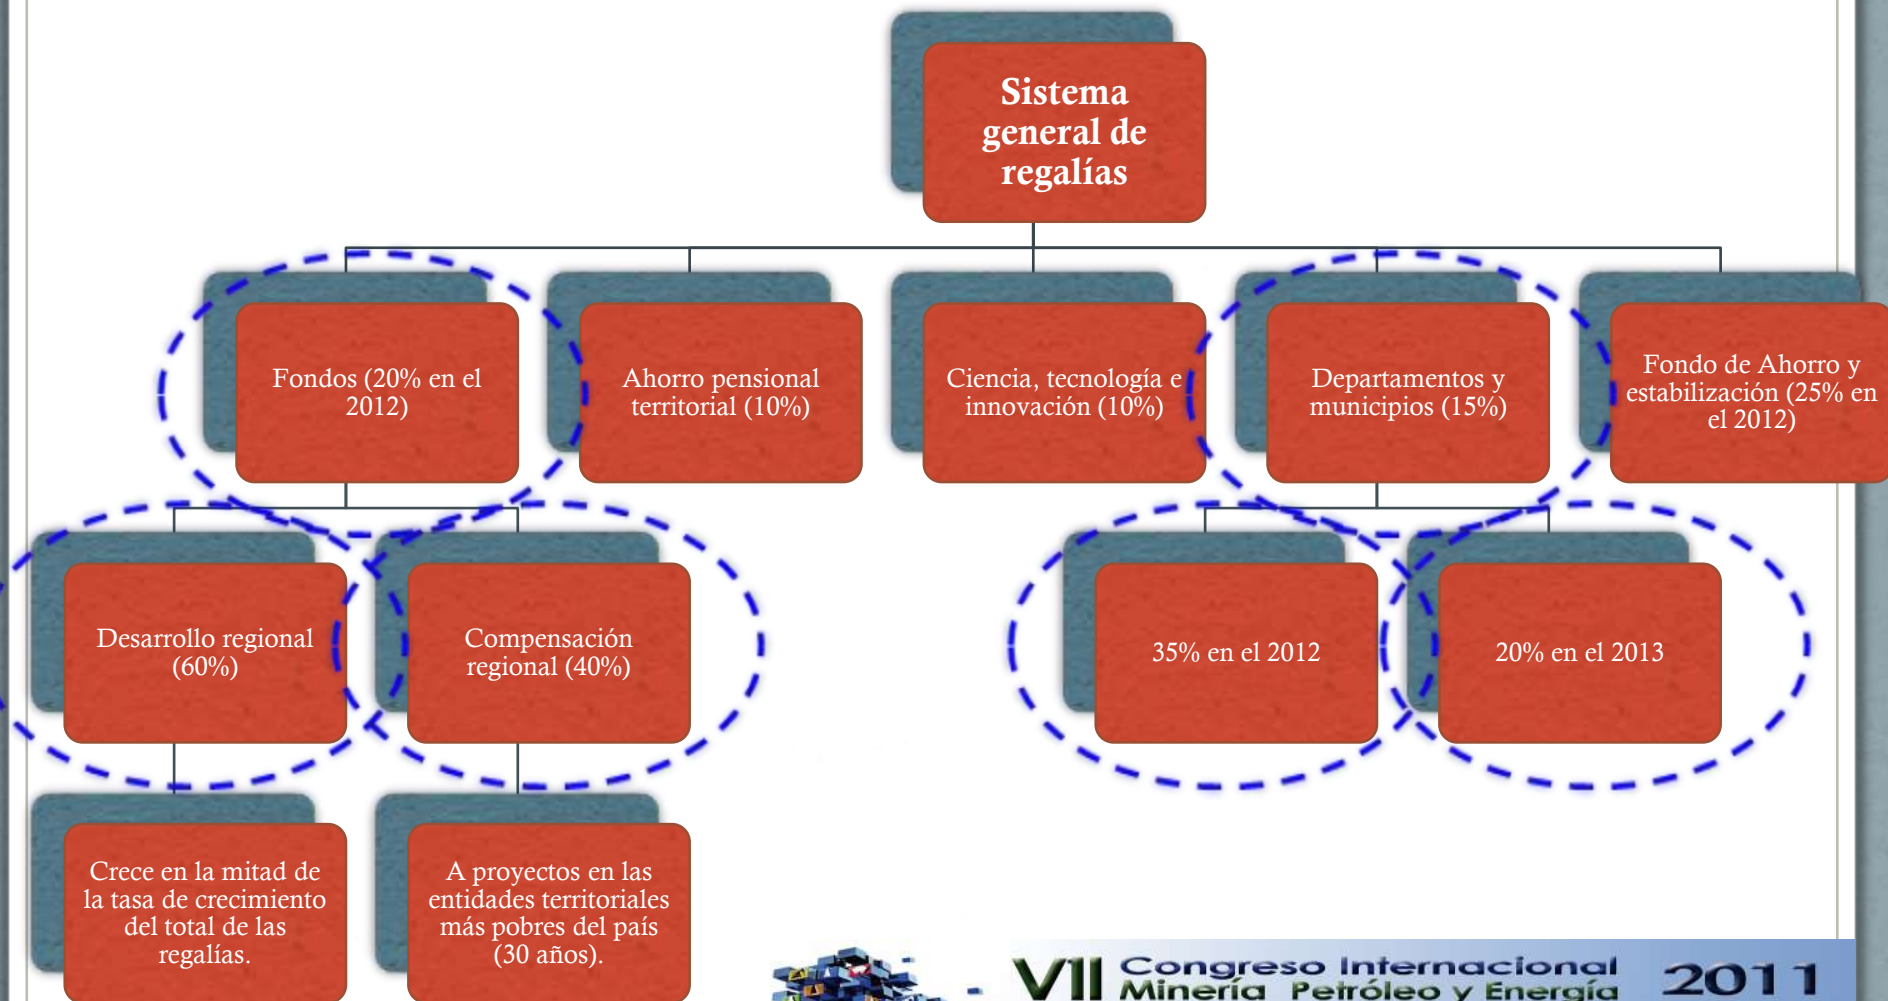 Sistema
general de
regalías
Fondos (20% en el
2012)
Ahorro pensional
territorial (10%)
Ciencia, tecnología e
innovación (10%)
Departamentos y
municipios (15%)
Fondo de Ahorro y
estabilización (25% en
el 2012)
Desarrollo regional
(60%)
Compensación
regional (40%)
35% en el 2012
20% en el 2013
Crece en la mitad de
la tasa de crecimiento
del total de las
regalías.
A proyectos en las
entidades territoriales
más pobres del país
(30 años).
VII Congreso Internacional 2011
Minería Petróleo y Energía